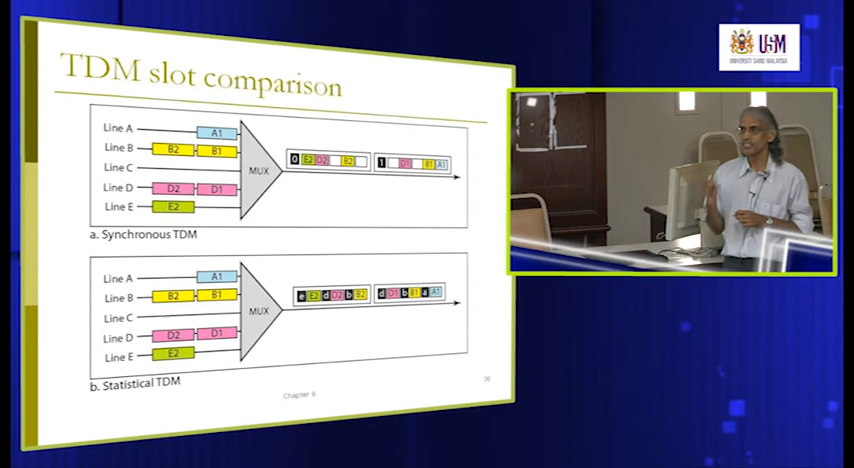 TDM slot comparison
Line A
A1
Line B
B2
B1
Line C
MUX
0
E2
D2
B2
1
D1
B1
A1
Line D
D2
D1
Line E
E2
a. Synchronous TDM
Line A
A1
Line B
B2
B1
Line C
MUX
e
E2
d
D2
b
B2
d
D1
b
B1
a
A1
Line D
D2
D1
Line E
E2
b. Statistical TDM
Chapter 6
36
USM
UNIVERSITI SAINS MALAYSIA